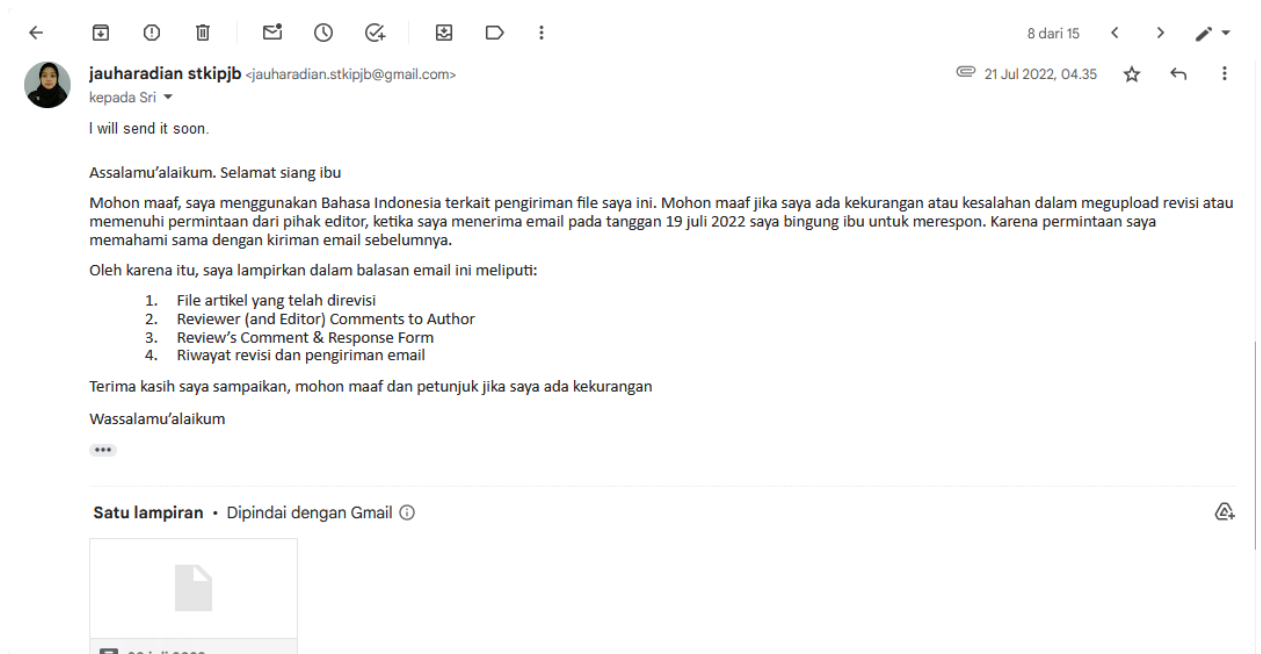 8 dari 15
jauharadian stkipjb <jauharadian.stkipjb@gmail.com>
21 Jul 2022, 04.35
kepada Sri
I will send it soon.
Assalamu’alaikum. Selamat siang ibu
Mohon maaf, saya menggunakan Bahasa Indonesia terkait pengiriman file saya ini. Mohon maaf jika saya ada kekurangan atau kesalahan dalam megupload revisi atau
memenuhi permintaan dari pihak editor, ketika saya menerima email pada tanggan 19 juli 2022 saya bingung ibu untuk merespon. Karena permintaan saya
memahami sama dengan kiriman email sebelumnya.
Oleh karena itu, saya lampirkan dalam balasan email ini meliputi:
1. File artikel yang telah direvisi
2. Reviewer (and Editor) Comments to Author
3. Review’s Comment & Response Form
4. Riwayat revisi dan pengiriman email
Terima kasih saya sampaikan, mohon maaf dan petunjuk jika saya ada kekurangan
Wassalamu’alaikum
Satu lampiran • Dipindai dengan Gmail